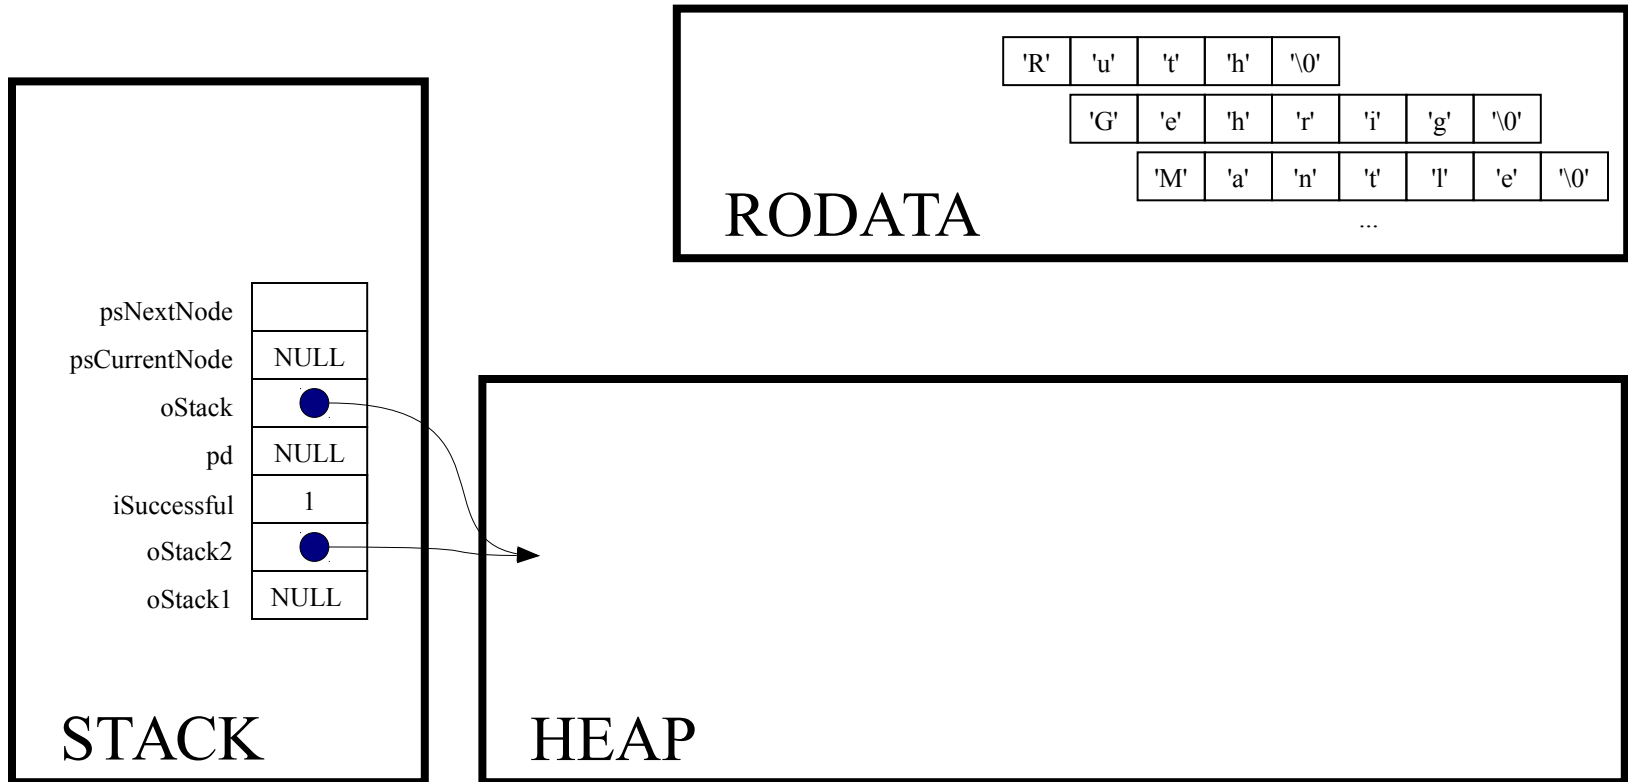 'R' 'u' 't' 'h' '\0'
'G' 'e' 'h' 'r' 'i' 'g' '\0'
'M' 'a' 'n' 't' 'l' 'e' '\0'
...
RODATA
psNextNode
psCurrentNode NULL
oStack
pd NULL
iSuccessful 1
oStack2
oStack1 NULL
STACK
HEAP